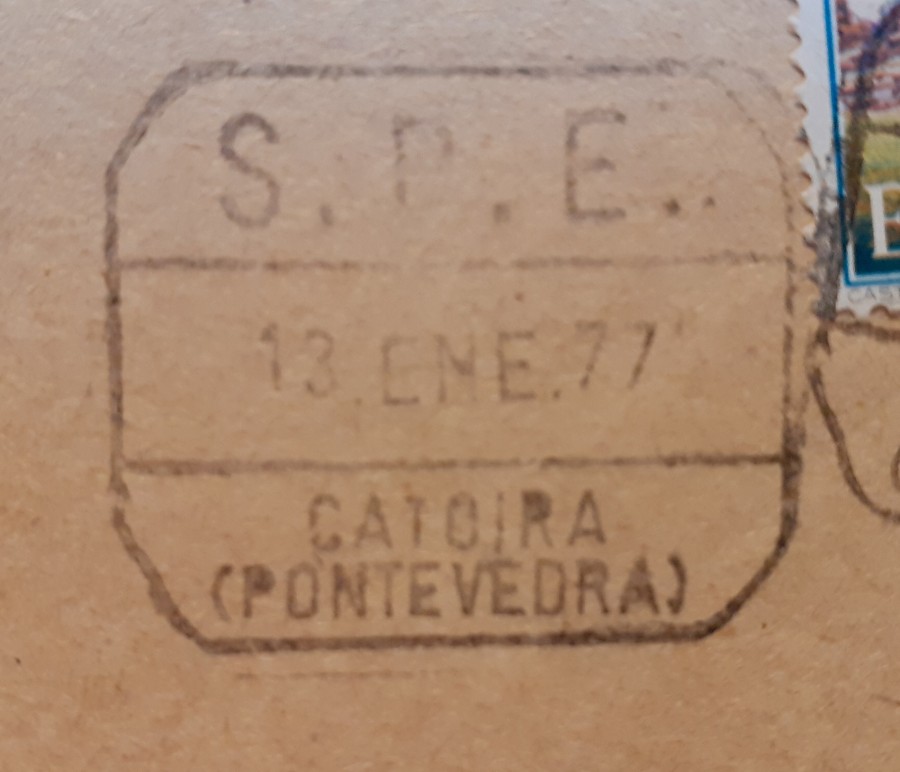 S. P. E..
13.ENE.77
CATOIRA
(PONTEVEDRA)